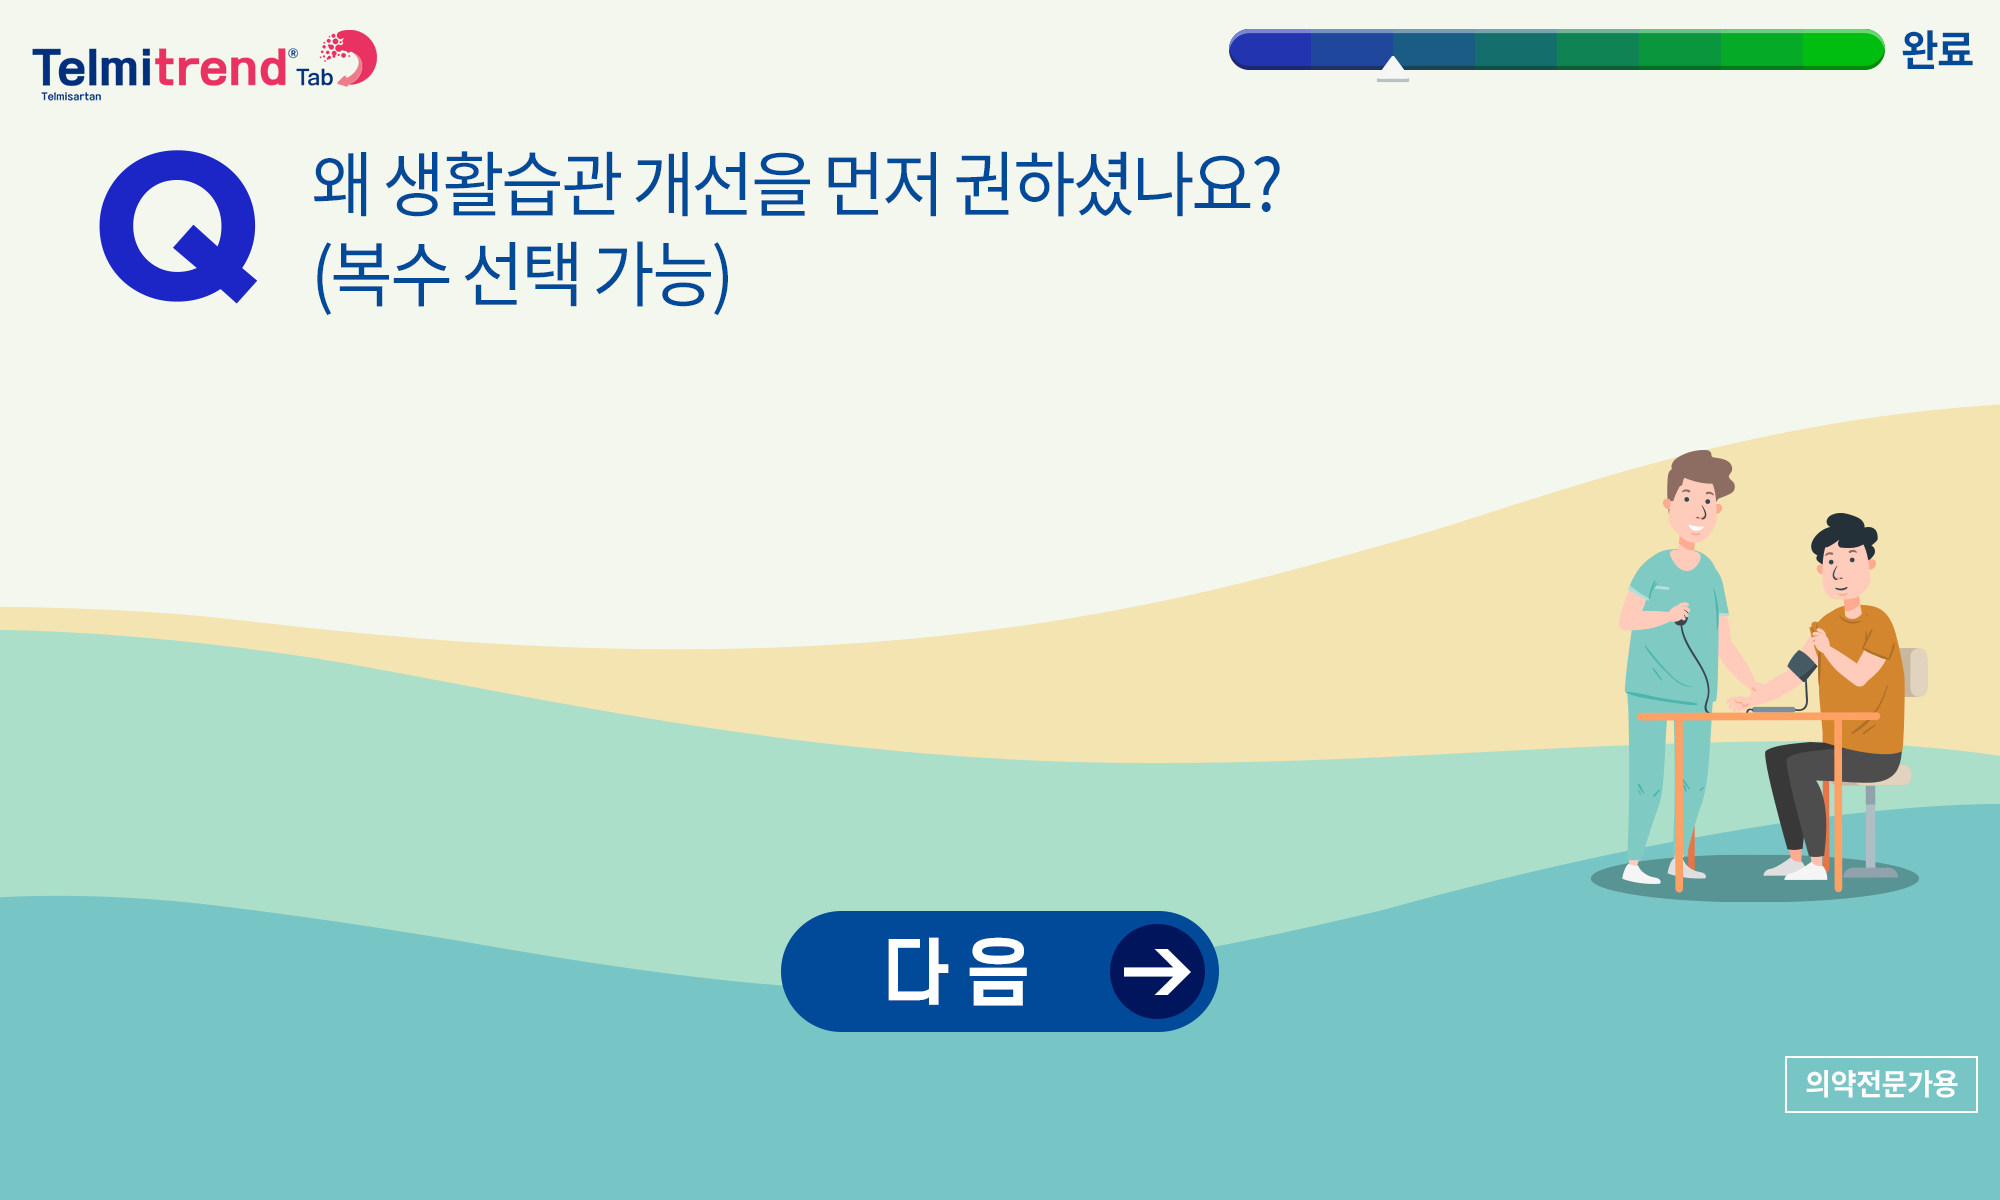 Telmitrend® Tab
Telmisartan
완료
Q
왜 생활습관 개선을 먼저 권하셨나요?
(복수 선택 가능)
다음
의약전문가용